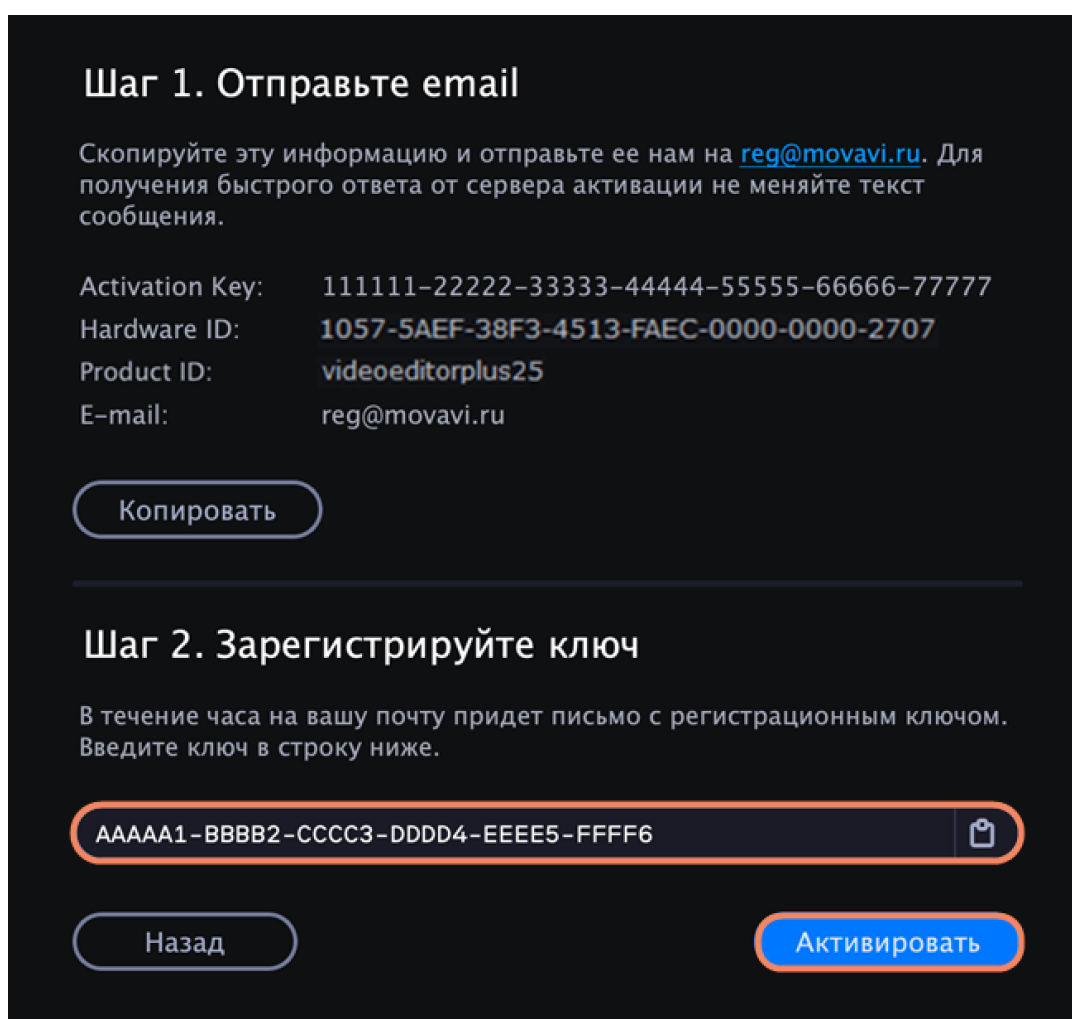 Шаг 1. Отправьте email
Скопируйте эту информацию и отправьте ее нам на reg@movavi.ru. Для
получения быстрого ответа от сервера активации не меняйте текст
сообщения.
Activation Key: 111111-22222-33333-44444-55555-66666-77777
Hardware ID: 1057-5AEF-38F3-4513-FAEC-0000-0000-2707
Product ID: videoeditorplus25
E-mail: reg@movavi.ru
Копировать
Шаг 2. Зарегистрируйте ключ
В течение часа на вашу почту придет письмо с регистрационным ключом.
Введите ключ в строку ниже.
AAAAA1-BBBB2-CCCC3-DDDD4-EEEE5-FFFF6
Назад Активировать